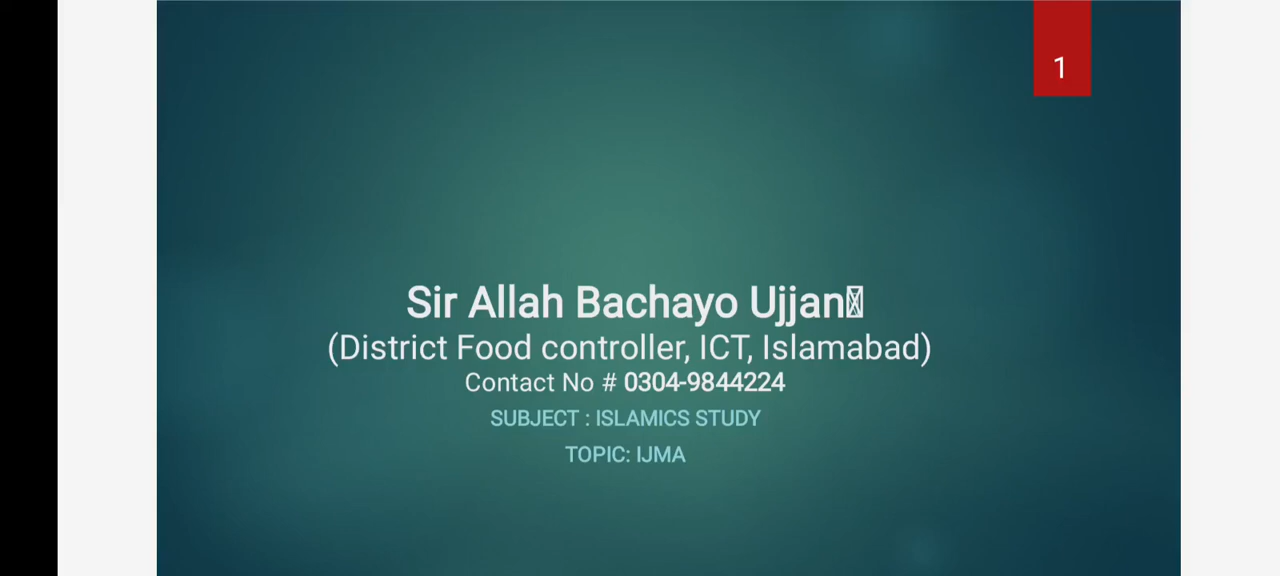 1
Sir Allah Bachayo Ujjan
(District Food controller, ICT, Islamabad)
Contact No # 0304-9844224
SUBJECT : ISLAMICS STUDY
TOPIC: IJMA